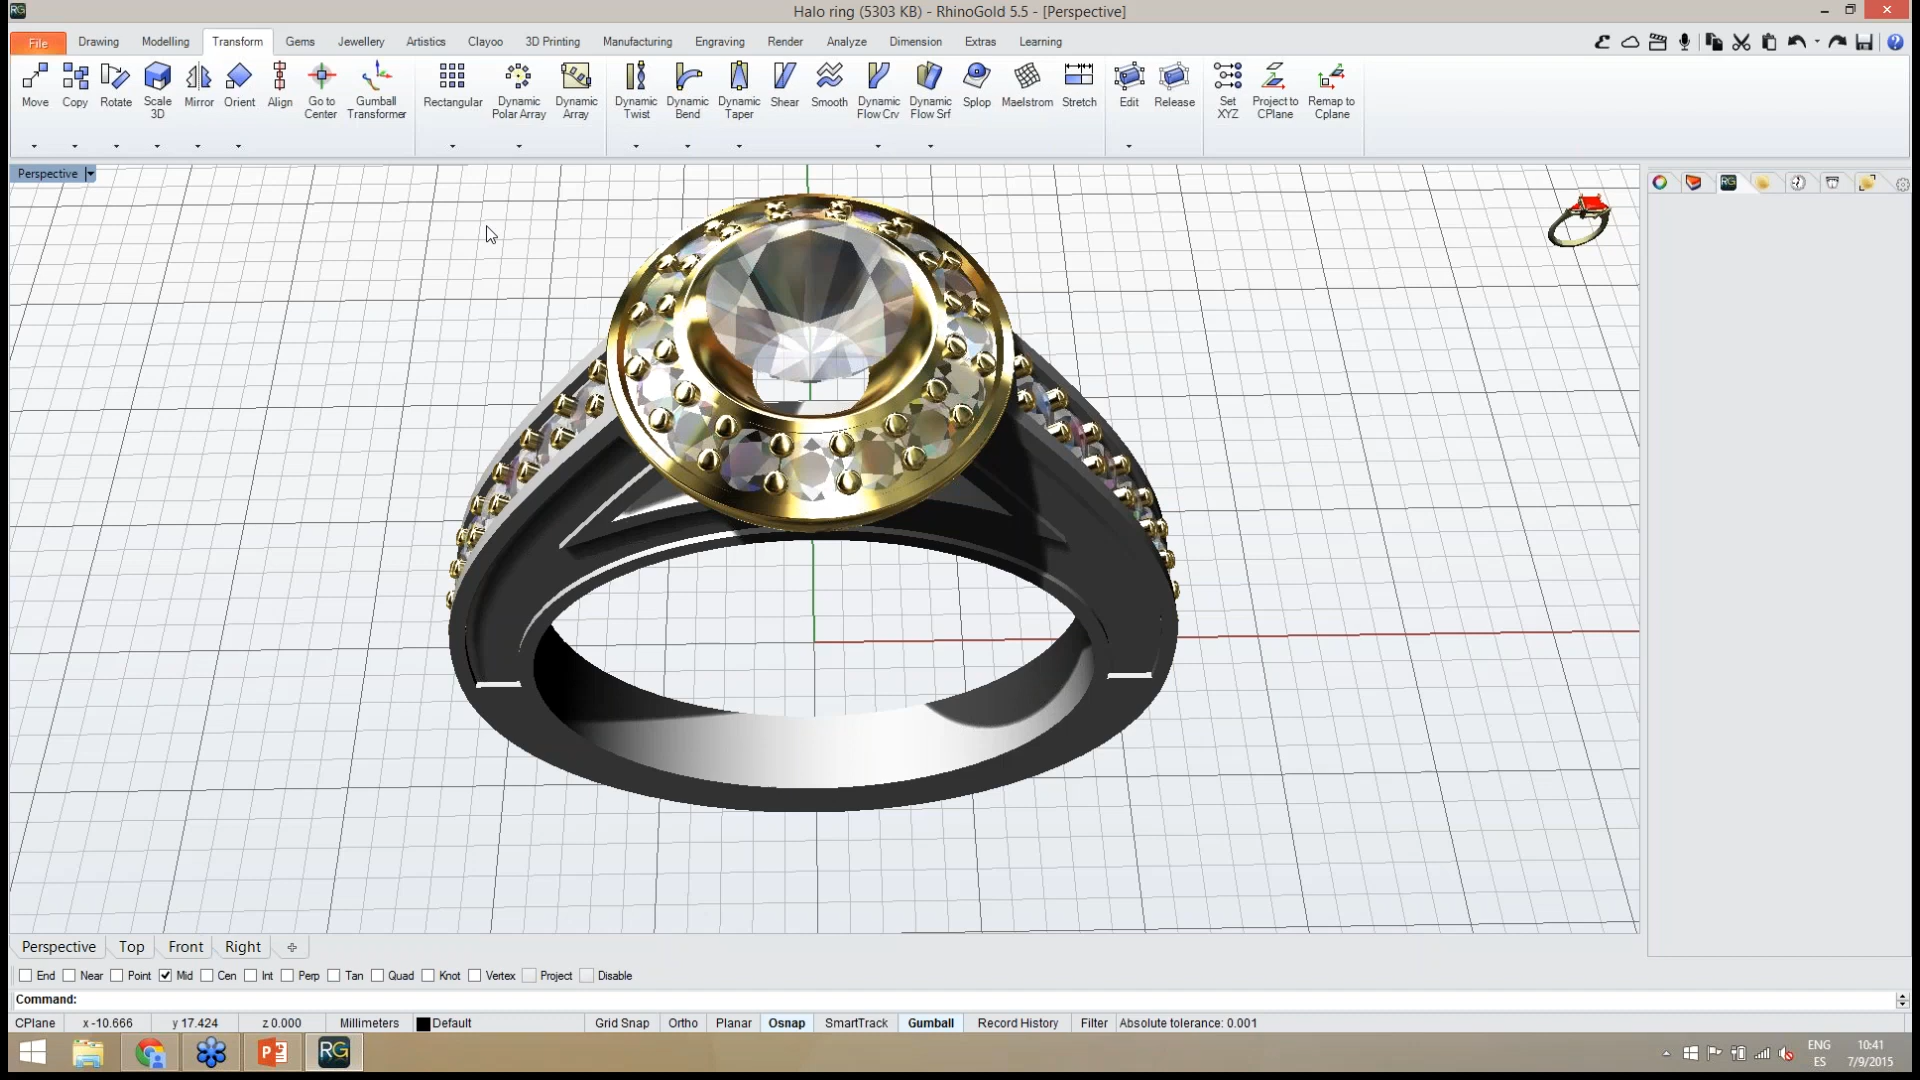 RG
Halo ring (5303 KB) - RhinoGold 5.5 - [Perspective]
File Drawing Modelling Transform Gems Jewellery Artistics Clayoo 3D Printing Manufacturing Engraving Render Analyze Dimension Extras Learning
Move Copy Rotate Scale 3D Mirror Orient Align Go to Center Gumball Transformer Rectangular Dynamic Polar Array Dynamic Array Dynamic Twist Dynamic Bend Dynamic Taper Shear Smooth Dynamic Flow Crv Dynamic Flow Srf Splop Maelstrom Stretch Edit Release Set XYZ Project to CPlane Remap to Cplane
Perspective
RG
Perspective Top Front Right
End Near Point Mid Cen Int Perp Tan Quad Knot Vertex Project Disable
Command:
CPlane x -10.666 y 17.424 z 0.000 Millimeters Default Grid Snap Ortho Planar Osnap SmartTrack Gumball Record History Filter Absolute tolerance: 0.001
RG
ENG 10:41
ES 7/9/2015